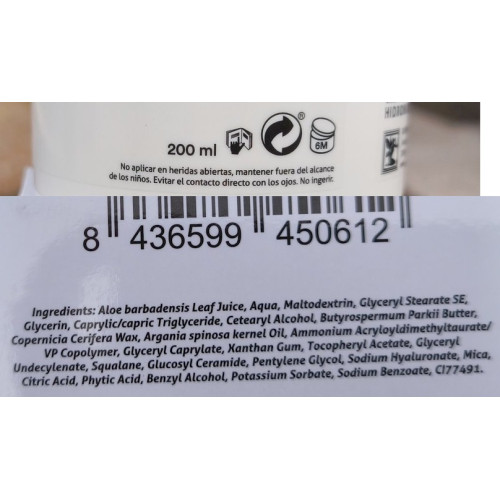 HIDRO
200 ml
6M
®
No aplicar en heridas abiertas, mantener fuera del alcance
de los niños. Evitar el contacto directo con los ojos. No ingerir.
8 436599 450612
Ingredients: Aloe barbadensis Leaf Juice, Aqua, Maltodextrin, Glyceryl Stearate SE,
Glycerin, Caprylic/capric Triglyceride, Cetearyl Alcohol, Butyrospermum Parkii Butter,
Copernicia Cerifera Wax, Argania spinosa kernel Oil, Ammonium Acryloyldimethyltaurate/
VP Copolymer, Glyceryl Caprylate, Xanthan Gum, Tocopheryl Acetate, Glyceryl
Undecylenate, Squalane, Glucosyl Ceramide, Pentylene Glycol, Sodium Hyaluronate, Mica,
Citric Acid, Phytic Acid, Benzyl Alcohol, Potassium Sorbate, Sodium Benzoate, CI77491.